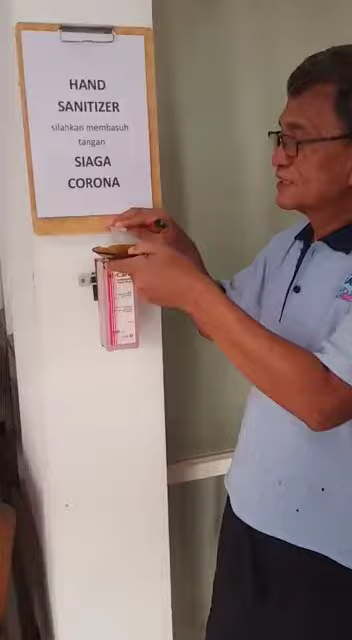 HAND
SANITIZER
silahkan membasuh
tangan
SIAGA
CORONA